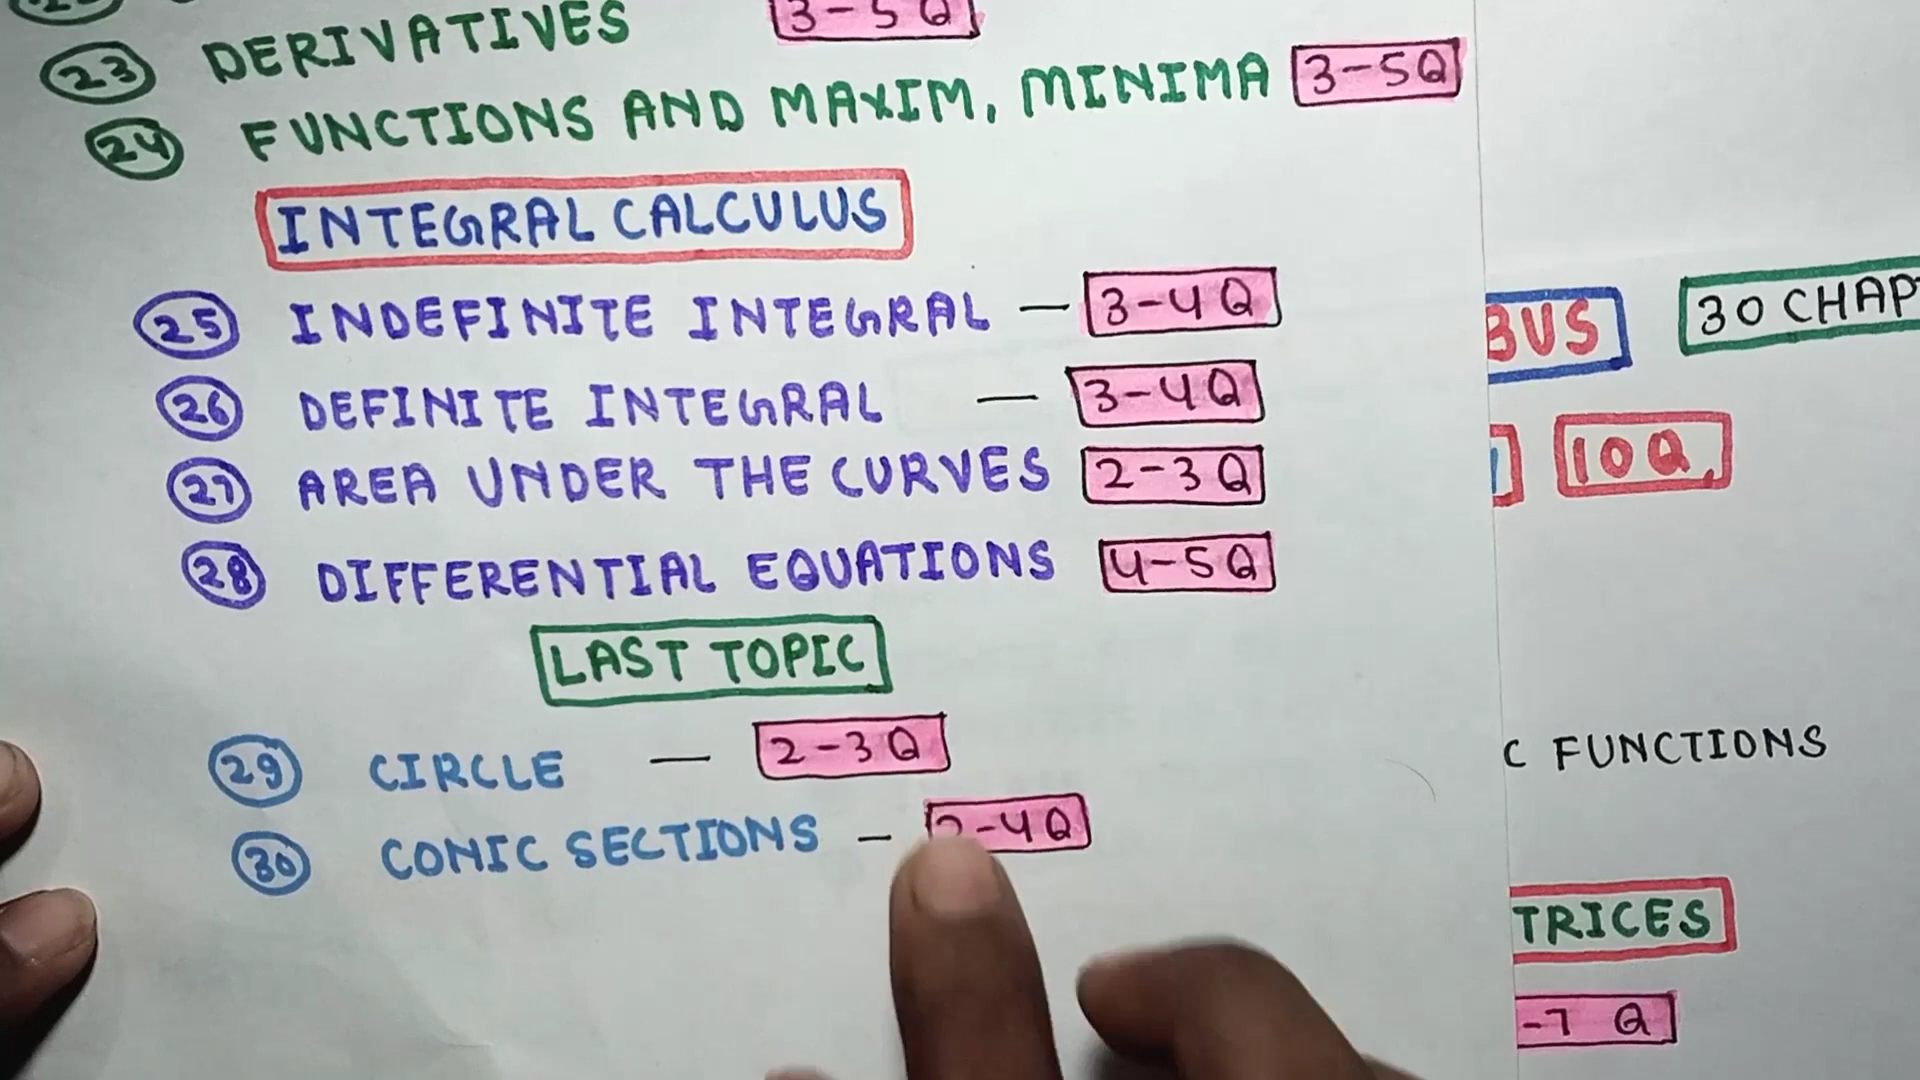 23 DERIVATIVES 3-5Q
24 FUNCTIONS AND MAXIM, MINIMA 3-5Q
INTEGRAL CALCULUS
25 INDEFINITE INTEGRAL - 3-4Q
26 DEFINITE INTEGRAL - 3-4Q
27 AREA UNDER THE CURVES 2-3Q
28 DIFFERENTIAL EQUATIONS 4-5Q
LAST TOPIC
29 CIRCLE - 2-3Q
30 CONIC SECTIONS - -4Q
BUS 30 CHAP
10Q.
C FUNCTIONS
TRICES
-7 Q